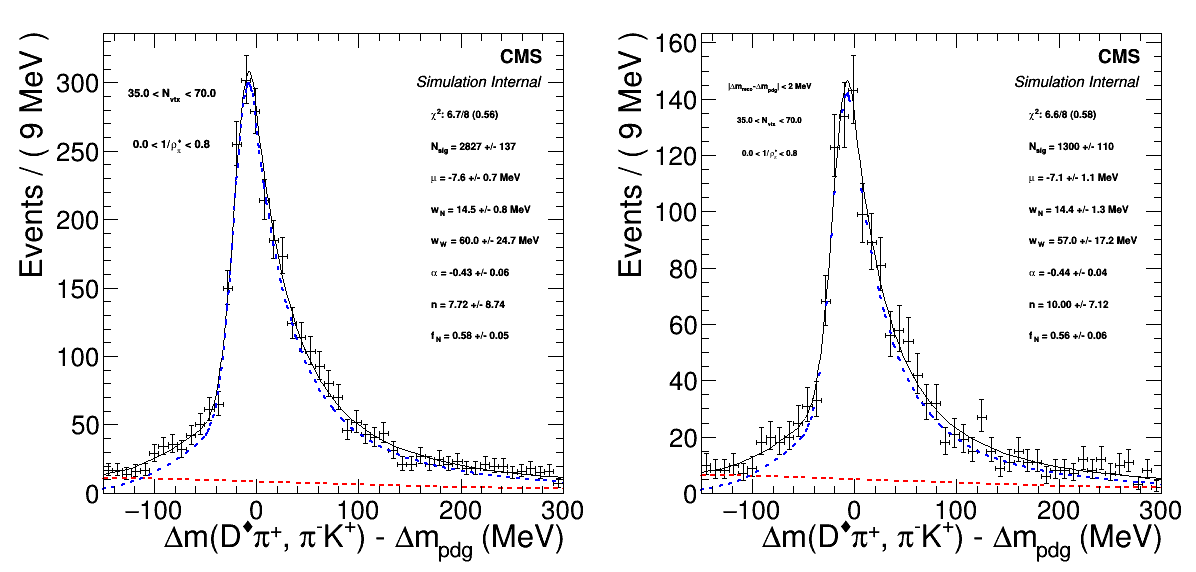 CMS
Simulation Internal
35.0 < N_vtx < 70.0
0.0 < 1/ρ_π^♦ < 0.8
χ²: 6.7/8 (0.56)
N_sig = 2827 +/- 137
μ = -7.6 +/- 0.7 MeV
w_N = 14.5 +/- 0.8 MeV
w_W = 60.0 +/- 24.7 MeV
α = -0.43 +/- 0.06
n = 7.72 +/- 8.74
f_N = 0.58 +/- 0.05
Events / ( 9 MeV )
300
250
200
150
100
50
0
−100 0 100 200 300
Δm(D♦π⁺, π⁻K⁺) - Δm_pdg (MeV)
CMS
Simulation Internal
|Δm_reco-Δm_pdg| < 2 MeV
35.0 < N_vtx < 70.0
0.0 < 1/ρ_π^♦ < 0.8
χ²: 6.6/8 (0.58)
N_sig = 1300 +/- 110
μ = -7.1 +/- 1.1 MeV
w_N = 14.4 +/- 1.3 MeV
w_W = 57.0 +/- 17.2 MeV
α = -0.44 +/- 0.04
n = 10.00 +/- 7.12
f_N = 0.56 +/- 0.06
Events / ( 9 MeV )
160
140
120
100
80
60
40
20
0
−100 0 100 200 300
Δm(D♦π⁺, π⁻K⁺) - Δm_pdg (MeV)